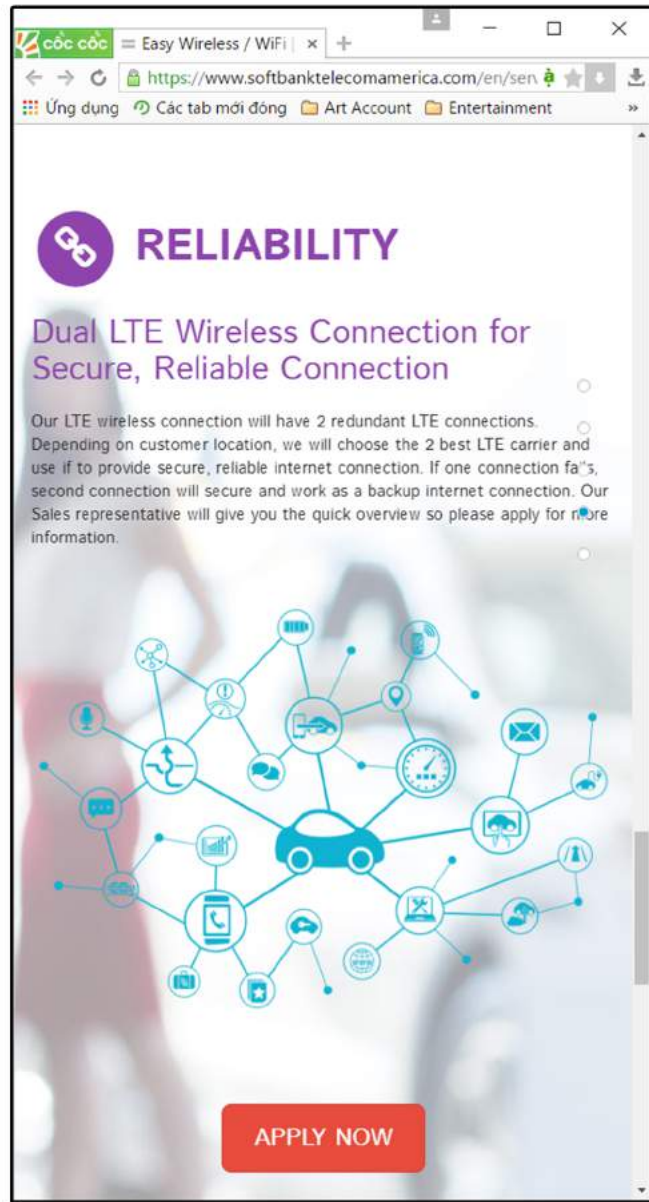 cốc cốc
Easy Wireless / WiFi |
https://www.softbanktelecomamerica.com/en/serv
Ứng dụng Các tab mới đóng Art Account Entertainment
RELIABILITY
Dual LTE Wireless Connection for
Secure, Reliable Connection
Our LTE wireless connection will have 2 redundant LTE connections.
Depending on customer location, we will choose the 2 best LTE carrier and
use if to provide secure, reliable internet connection. If one connection fails,
second connection will secure and work as a backup internet connection. Our
Sales representative will give you the quick overview so please apply for more
information.
APPLY NOW